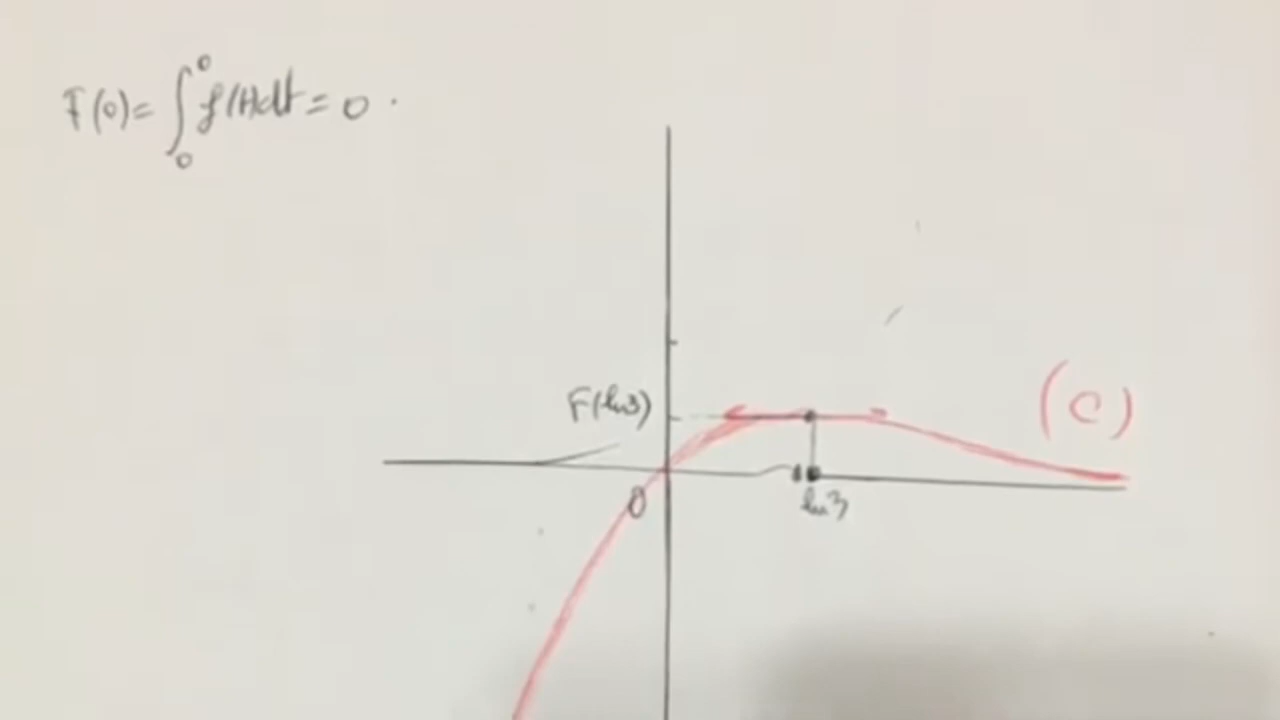 F(0) = ∫₀⁰ f(t)dt = 0 .
F(ln3)
(C)
0
ln3